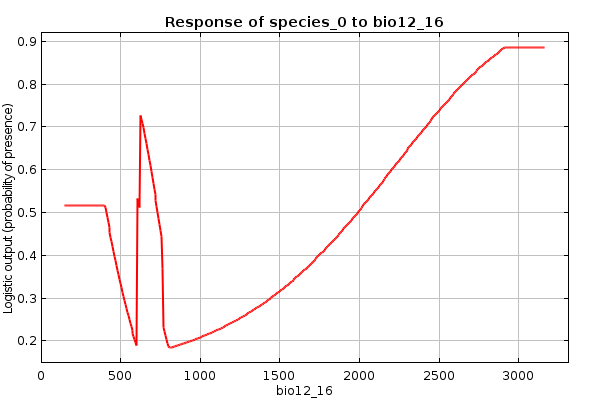 Response of species_0 to bio12_16
Logistic output (probability of presence)
0.9
0.8
0.7
0.6
0.5
0.4
0.3
0.2
0 500 1000 1500 2000 2500 3000
bio12_16